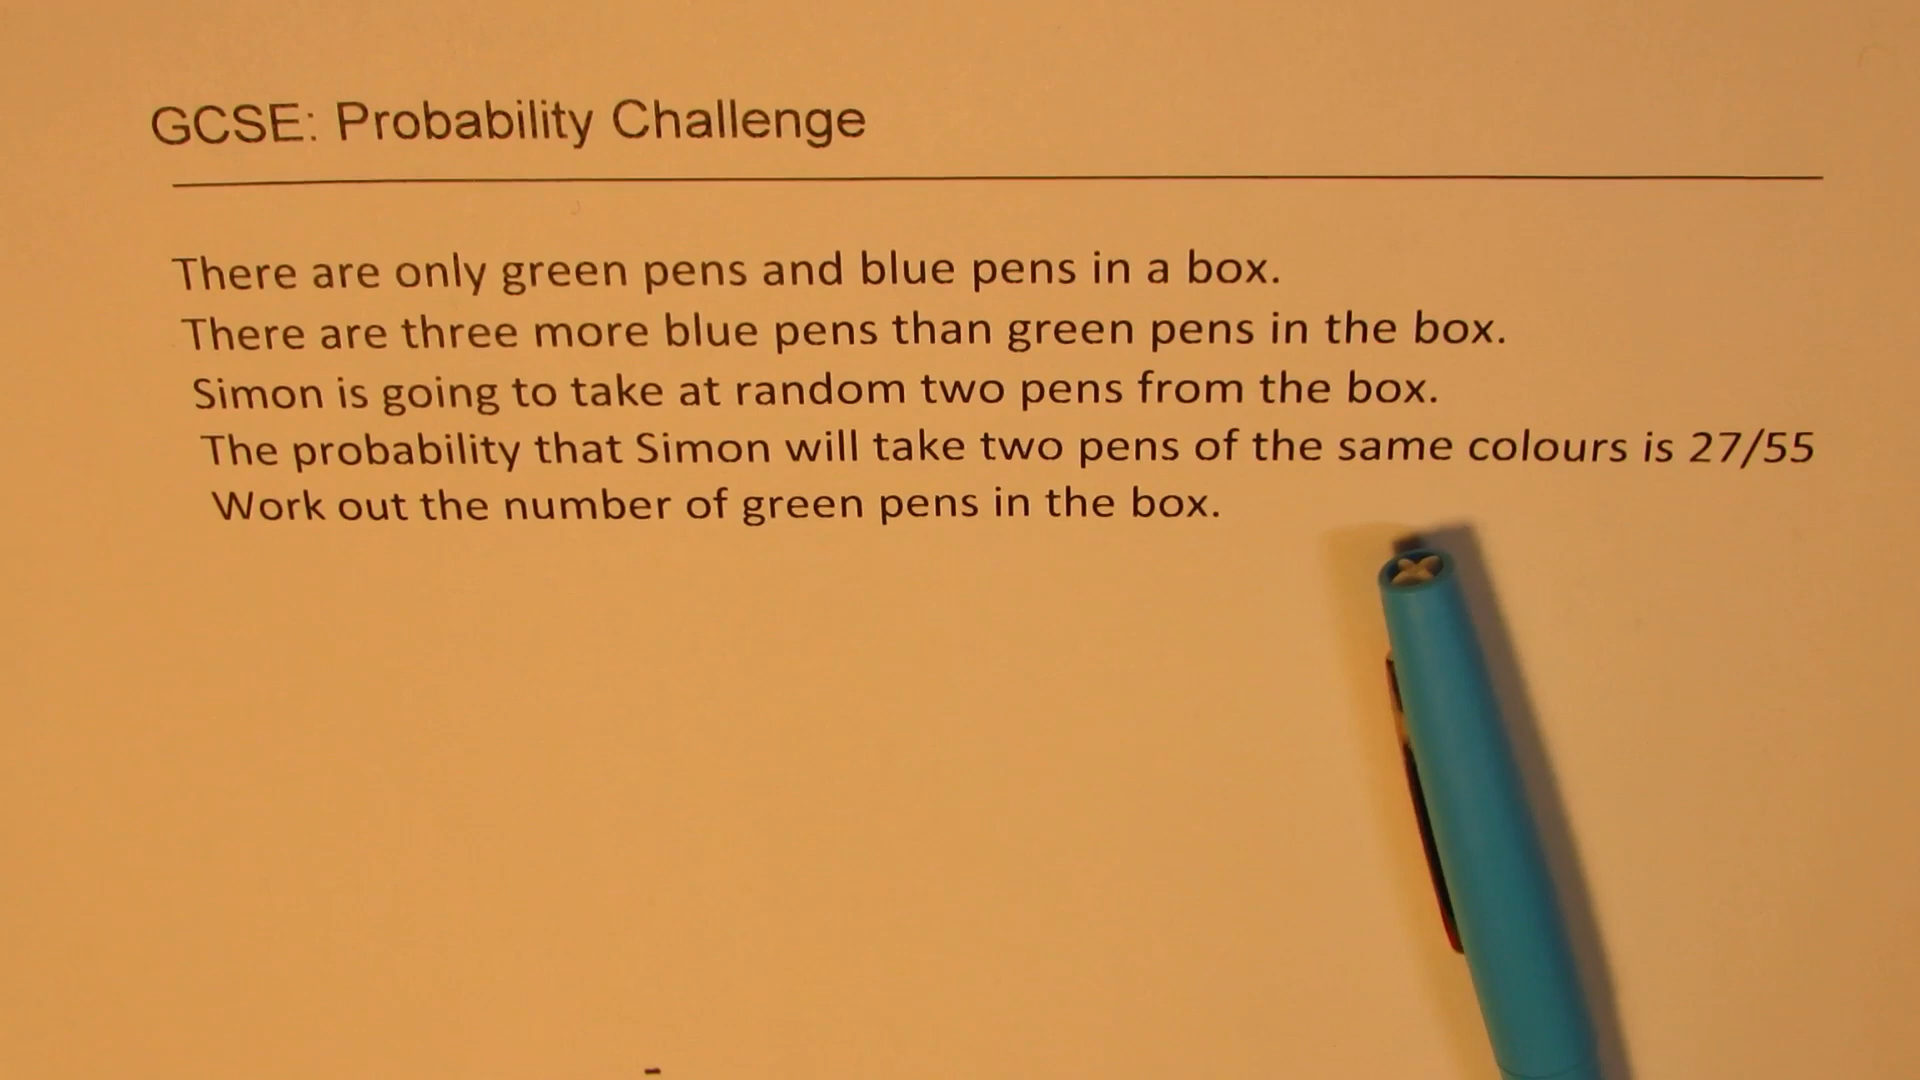 GCSE: Probability Challenge
There are only green pens and blue pens in a box.
There are three more blue pens than green pens in the box.
Simon is going to take at random two pens from the box.
The probability that Simon will take two pens of the same colours is 27/55
Work out the number of green pens in the box.